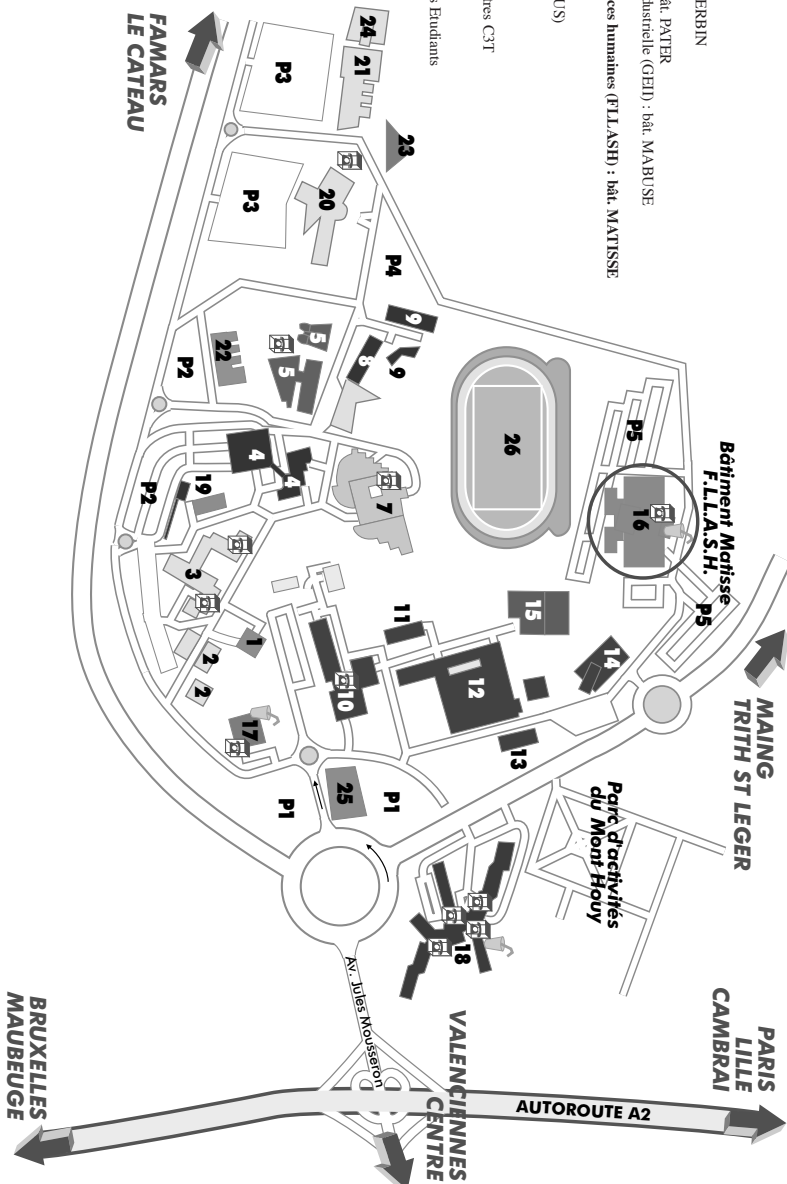 ERBIN
ât. PATER
dustrielle (GEII) : bât. MABUSE
ces humaines (FLLASH) : bât. MATISSE
US)
tres C3T
s Etudiants
FAMARS
LE CATEAU
24
21
P3
23
20
P3
P4
9
8
9
5
5
22
P2
26
P5
Bâtiment Matisse
F.L.L.A.S.H.
16
P5
4
4
7
19
P2
3
15
14
11
12
1
2
2
10
17
13
25
P1
P1
MAING
TRITH ST LEGER
Parc d'activités
du Mont Houy
18
Av. Jules Mousseron
PARIS
LILLE
CAMBRAI
VALENCIENNES
CENTRE
AUTOROUTE A2
BRUXELLES
MAUBEUGE